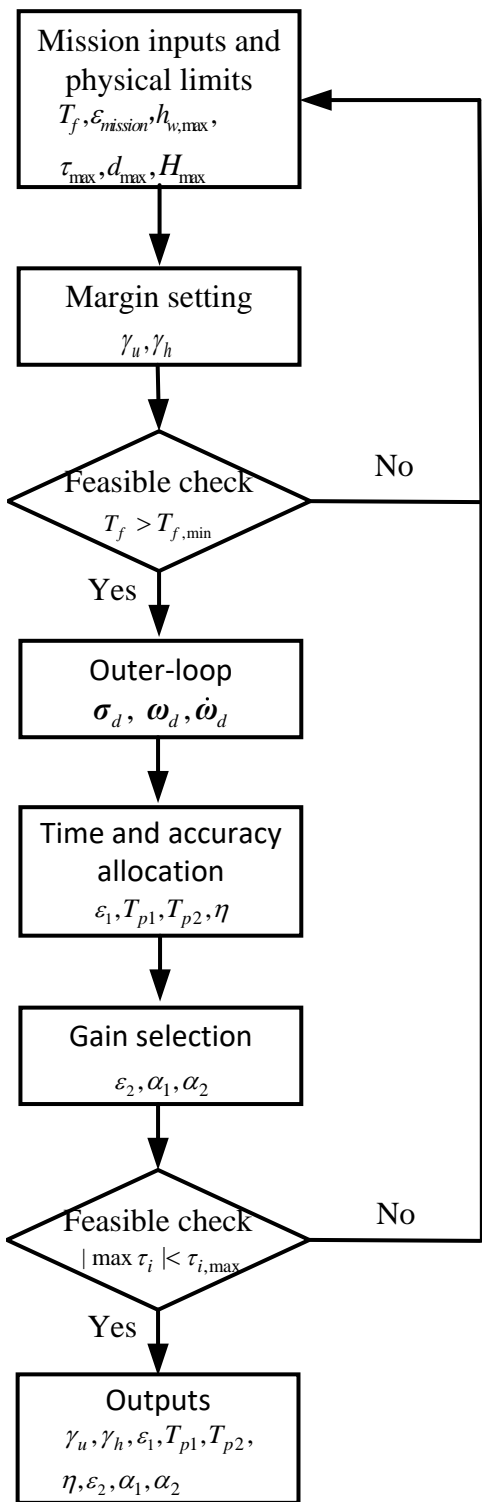 Mission inputs and
physical limits
T_f, ε_mission, h_w,max,
τ_max, d_max, H_max
Margin setting
γ_u, γ_h
Feasible check
T_f > T_f,min
No
Yes
Outer-loop
σ_d, ω_d, ω̇_d
Time and accuracy
allocation
ε_1, T_p1, T_p2, η
Gain selection
ε_2, α_1, α_2
Feasible check
| max τ_i | < τ_i,max
No
Yes
Outputs
γ_u, γ_h, ε_1, T_p1, T_p2,
η, ε_2, α_1, α_2